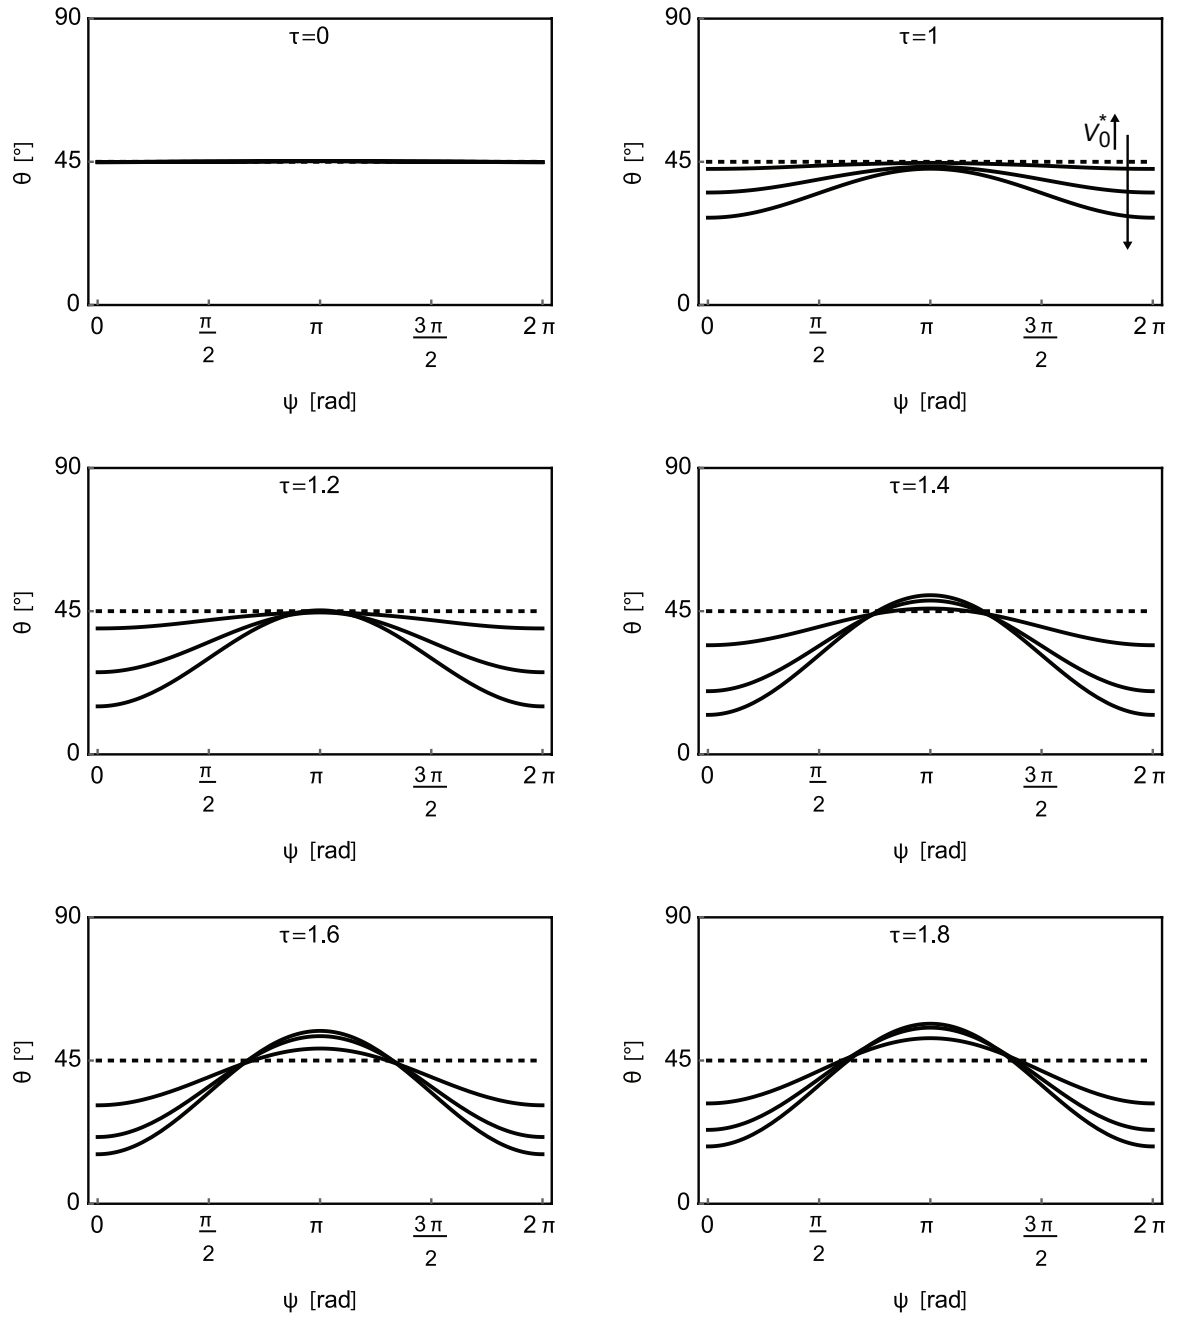 90
τ=0
45
θ [°]
0
0
π/2
π
3π/2
2π
ψ [rad]
90
τ=1
V₀*
45
θ [°]
0
0
π/2
π
3π/2
2π
ψ [rad]
90
τ=1.2
45
θ [°]
0
0
π/2
π
3π/2
2π
ψ [rad]
90
τ=1.4
45
θ [°]
0
0
π/2
π
3π/2
2π
ψ [rad]
90
τ=1.6
45
θ [°]
0
0
π/2
π
3π/2
2π
ψ [rad]
90
τ=1.8
45
θ [°]
0
0
π/2
π
3π/2
2π
ψ [rad]